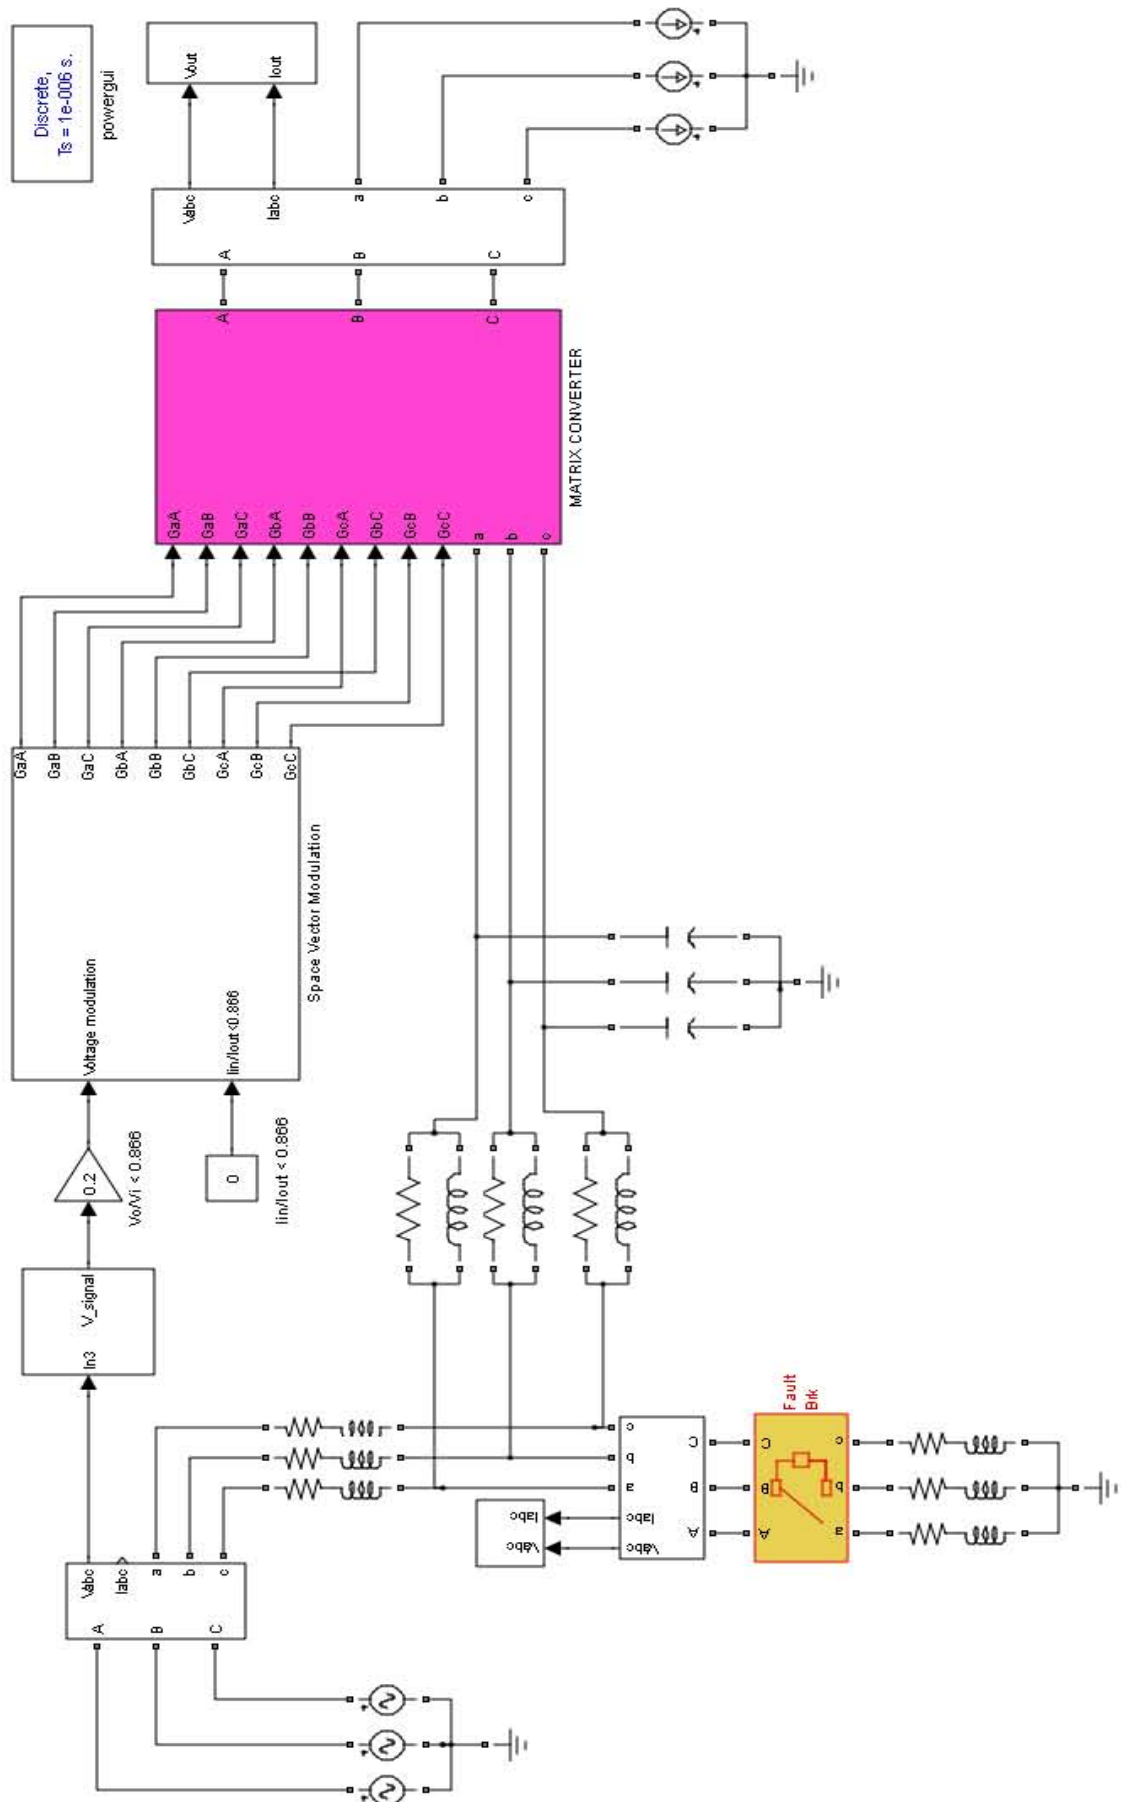 Discrete,
Ts = 1e-006 s.
powergui
Vout
Iout
Vabc
Iabc
a
b
c
A
B
C
A
B
C
GaA
GaB
GaC
GbA
GbB
GcA
GbC
GcB
GcC
a
b
c
MATRIX CONVERTER
GaA
GaB
GaC
GbA
GbB
GbC
GcA
GcB
GcC
Voltage modulation
Iin/Iout<0.866
Space Vector Modulation
0.2
Vo/Vi < 0.866
0
Iin/Iout < 0.866
V_signal
In3
Vabc
Iabc
a
b
c
A
B
C
Iabc
Vabc
c
b
a
Iabc
Vabc
C
B
A
Fault
Brk
C
B
A
c
b
a